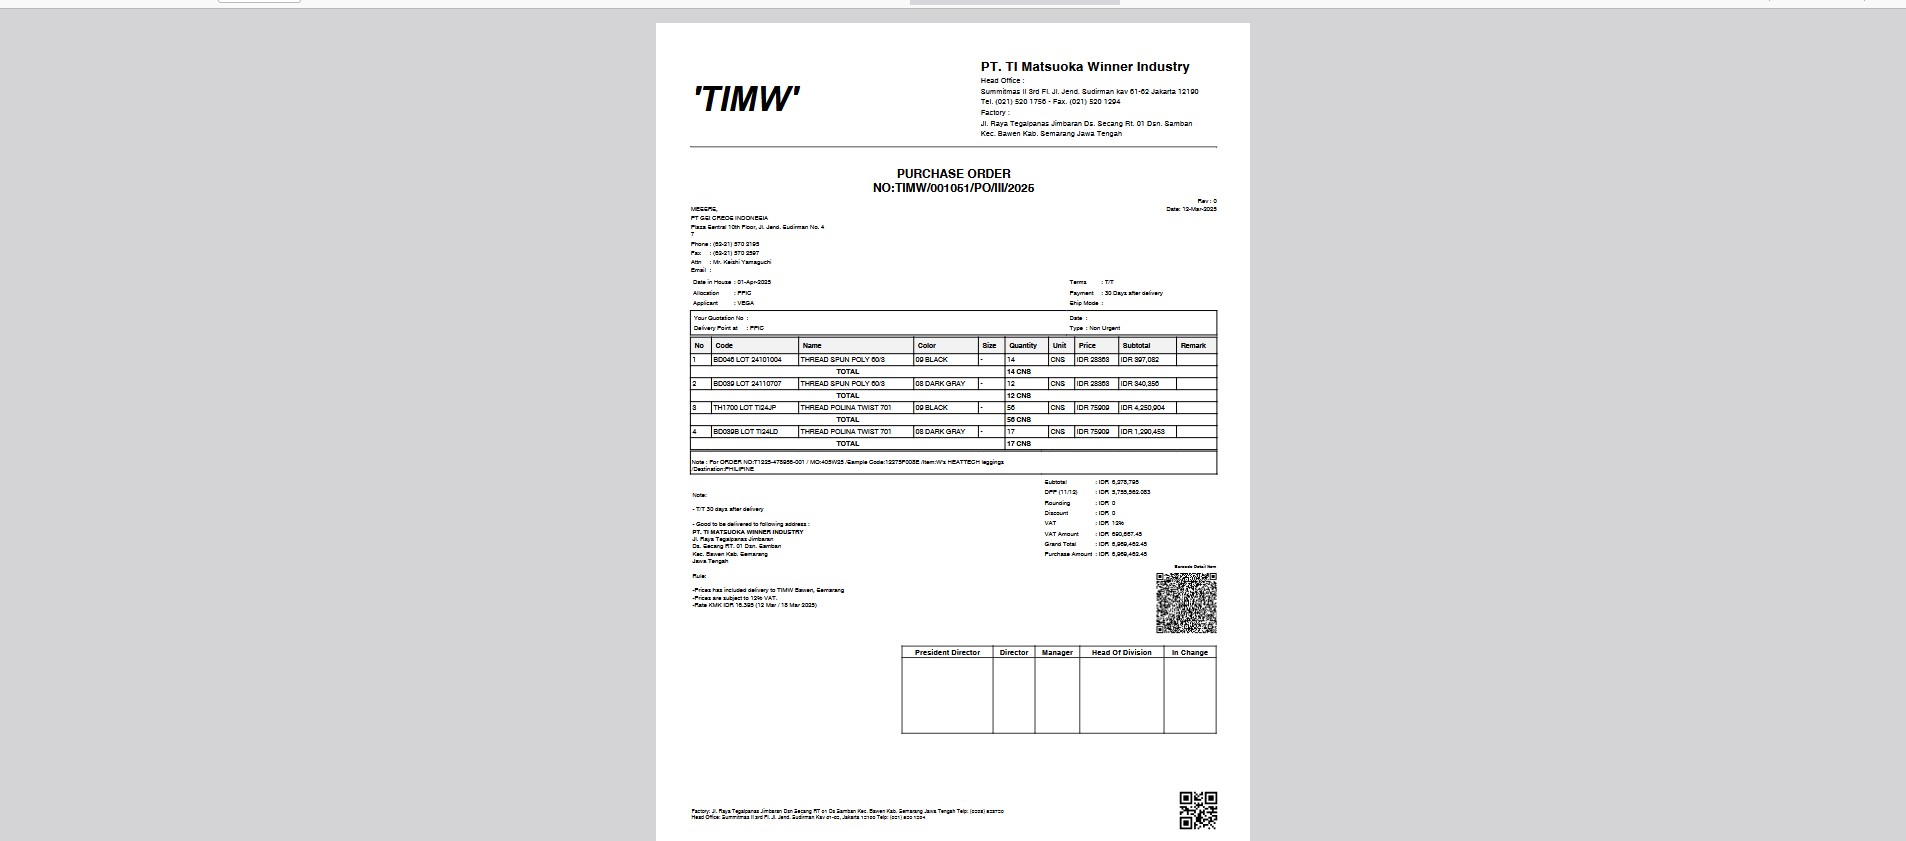 'TIMW'
PT. TI Matsuoka Winner Industry
Head Office :
Summitmas II 3rd Fl. Jl. Jend. Sudirman kav 61-62 Jakarta 12190
Tel. (021) 520 1756 - Fax. (021) 520 1294
Factory :
Jl. Raya Tegalpanas Jimbaran Ds. Secang Rt. 01 Dsn. Samban
Kec. Bawen Kab. Semarang Jawa Tengah
PURCHASE ORDER
NO:TIMW/001051/PO/III/2025
Rev : 0
Date: 12-Mar-2025
MESSRS,
PT GSI CREOS INDONESIA
Plaza Sentral 10th Floor, Jl. Jend. Sudirman No. 4
7
Phone : (62-21) 570 2195
Fax : (62-21) 570 2597
Attn : Mr. Keishi Yamaguchi
Email :
Date in House : 01-Apr-2025
Terms : T/T
Allocation : PPIC
Payment : 30 Days after delivery
Applicant : VEGA
Ship Mode :
Your Quotation No :
Date :
Delivery Point at : PPIC
Type : Non Urgent
No Code Name Color Size Quantity Unit Price Subtotal Remark
1 BD046 LOT 24101004 THREAD SPUN POLY 60/3 09 BLACK - 14 CNS IDR 28363 IDR 397,082
TOTAL 14 CNS
2 BD039 LOT 24110707 THREAD SPUN POLY 60/3 08 DARK GRAY - 12 CNS IDR 28363 IDR 340,356
TOTAL 12 CNS
3 TH1700 LOT TI24JP THREAD POLINA TWIST 701 09 BLACK - 56 CNS IDR 75909 IDR 4,250,904
TOTAL 56 CNS
4 BD039B LOT TI24LD THREAD POLINA TWIST 701 08 DARK GRAY - 17 CNS IDR 75909 IDR 1,290,453
TOTAL 17 CNS
Note : For ORDER / MO:405W25 /Sample Code:12275F003E /Item:W's HEATTECH leggings
/Destination:PHILIPINE
Subtotal : IDR 6,278,795
DPP (11/12) : IDR 5,755,562.083
Rounding : IDR 0
Discount : IDR 0
VAT : IDR 12%
VAT Amount : IDR 690,667.45
Grand Total : IDR 6,969,462.45
Purchase Amount : IDR 6,969,462.45
Note:
- T/T 30 days after delivery
- Good to be delivered to following address :
PT. TI MATSUOKA WINNER INDUSTRY
Jl. Raya Tegalpanas Jimbaran
Ds. Secang RT. 01 Dsn. Samban
Kec. Bawen Kab. Semarang
Jawa Tengah
Barcode Detail Item
Rule:
-Prices has included delivery to TIMW Bawen, Semarang
-Prices are subject to 12% VAT.
-Rate KMK IOR 16.395 (12 Mar / 18 Mar 2025)
President Director Director Manager Head Of Division In Change
Factory: Jl. Raya Tegalpanas Jimbaran Dsn Secang RT 01 Ds Samban Kec. Bawen Kab. Semarang Jawa Tengah Telp:
Head Office: Summitmas II 3rd Fl. Jl. Jend. Sudirman Kav 61-62, Jakarta 12190 Telp: (021) 520 1294